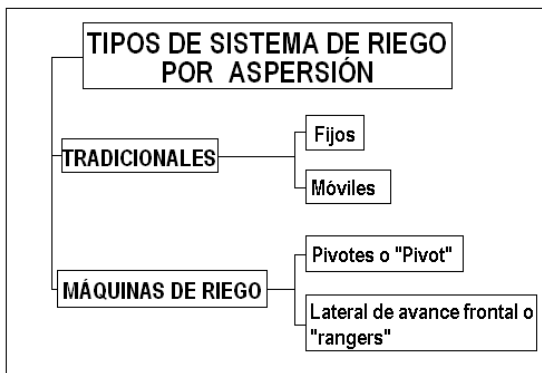 TIPOS DE SISTEMA DE RIEGO
POR ASPERSIÓN
TRADICIONALES
Fijos
Móviles
MÁQUINAS DE RIEGO
Pivotes o "Pivot"
Lateral de avance frontal o
"rangers"